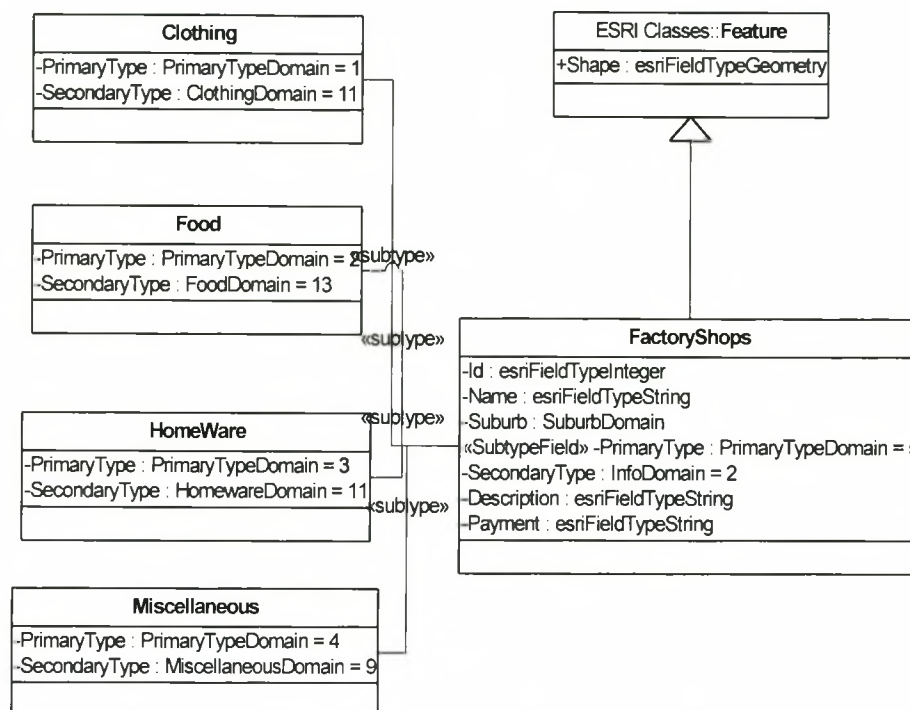 Clothing
-PrimaryType : PrimaryTypeDomain = 1
-SecondaryType : ClothingDomain = 11
ESRI Classes::Feature
+Shape : esriFieldTypeGeometry
Food
-PrimaryType : PrimaryTypeDomain = 2
-SecondaryType : FoodDomain = 13
«subtype»
«subtype»
«subtype»
«subtype»
HomeWare
-PrimaryType : PrimaryTypeDomain = 3
-SecondaryType : HomewareDomain = 11
FactoryShops
-Id : esriFieldTypeInteger
-Name : esriFieldTypeString
-Suburb : SuburbDomain
«SubtypeField» -PrimaryType : PrimaryTypeDomain =
-SecondaryType : InfoDomain = 2
-Description : esriFieldTypeString
-Payment : esriFieldTypeString
Miscellaneous
-PrimaryType : PrimaryTypeDomain = 4
-SecondaryType : MiscellaneousDomain = 9